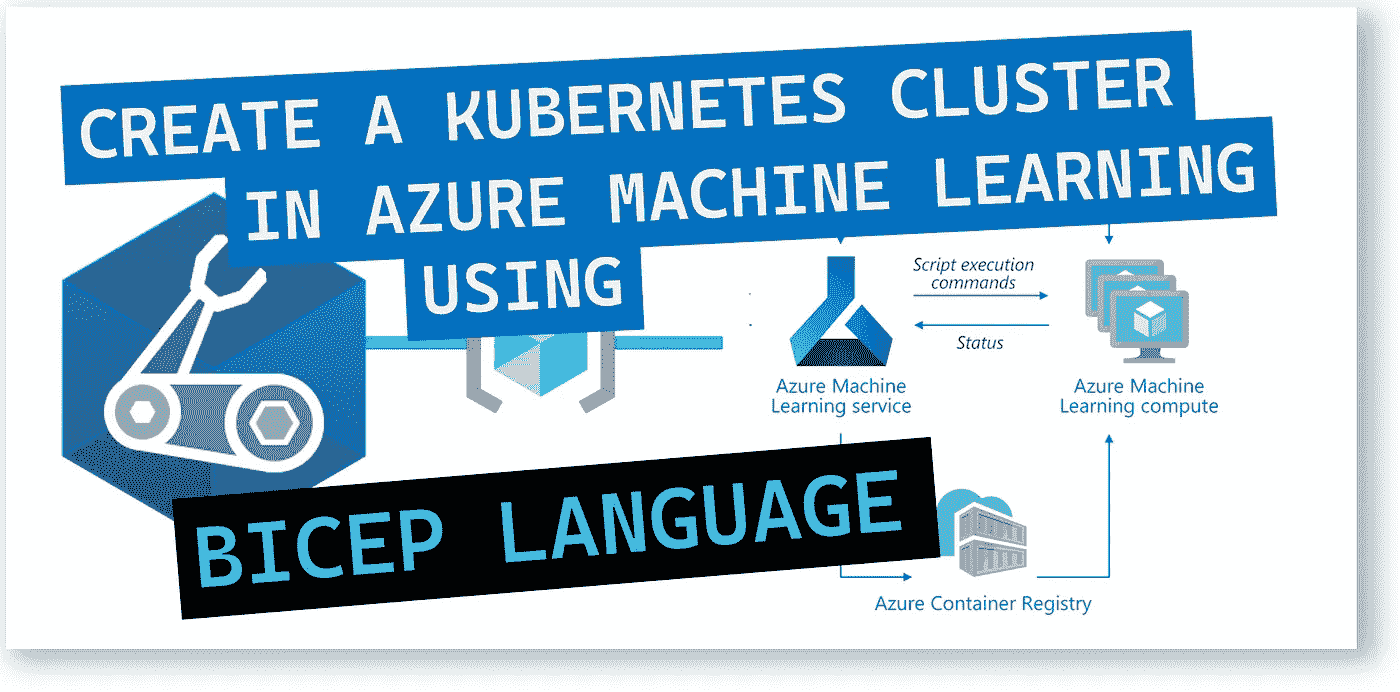 CREATE A KUBERNETES CLUSTER
IN AZURE MACHINE LEARNING
USING
BICEP LANGUAGE
Script execution
commands
Status
Azure Machine
Learning service
Azure Machine
Learning compute
Azure Container Registry